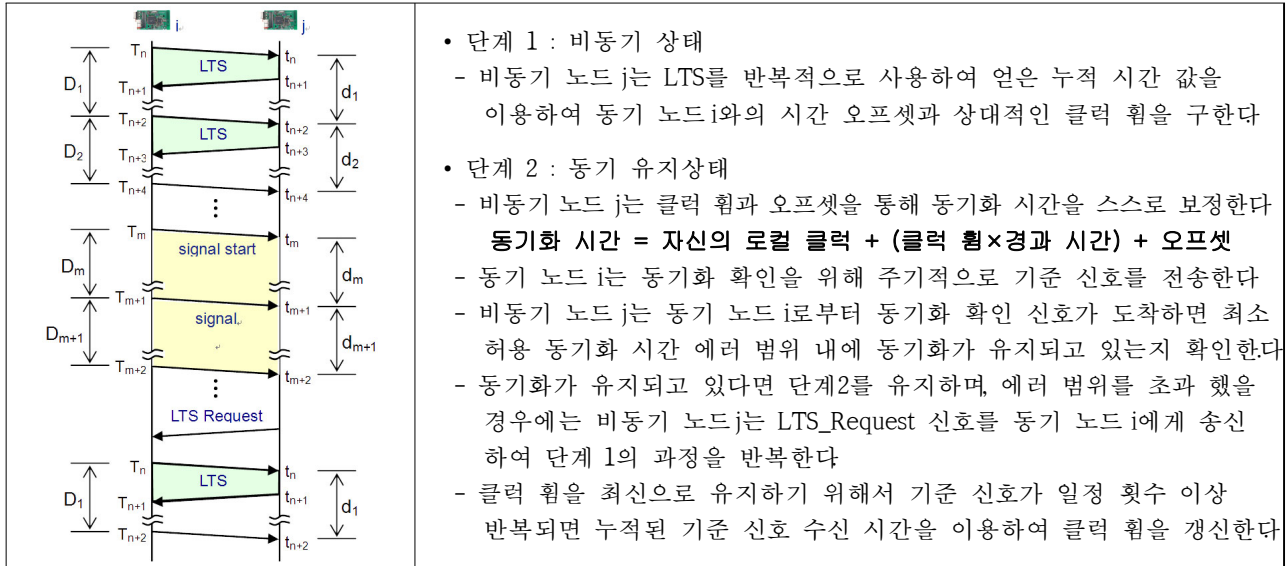 i
j
Tn
tn
LTS
D1
Tn+1
tn+1
d1
Tn+2
tn+2
LTS
D2
Tn+3
tn+3
d2
Tn+4
tn+4
Tm
tm
signal start
Dm
dm
Tm+1
tm+1
signal
Dm+1
dm+1
Tm+2
tm+2
LTS Request
Tn
tn
LTS
D1
Tn+1
tn+1
d1
Tn+2
tn+2
• 단계 1 : 비동기 상태
- 비동기 노드 j는 LTS를 반복적으로 사용하여 얻은 누적 시간 값을
이용하여 동기 노드 i와의 시간 오프셋과 상대적인 클럭 휨을 구한다
• 단계 2 : 동기 유지상태
- 비동기 노드 j는 클럭 휨과 오프셋을 통해 동기화 시간을 스스로 보정한다
동기화 시간 = 자신의 로컬 클럭 + (클럭 휨×경과 시간) + 오프셋
- 동기 노드 i는 동기화 확인을 위해 주기적으로 기준 신호를 전송한다
- 비동기 노드 j는 동기 노드 i로부터 동기화 확인 신호가 도착하면 최소
허용 동기화 시간 에러 범위 내에 동기화가 유지되고 있는지 확인한다.
- 동기화가 유지되고 있다면 단계2를 유지하며, 에러 범위를 초과 했을
경우에는 비동기 노드 j는 LTS_Request 신호를 동기 노드 i에게 송신
하여 단계 1의 과정을 반복한다.
- 클럭 휨을 최신으로 유지하기 위해서 기준 신호가 일정 횟수 이상
반복되면 누적된 기준 신호 수신 시간을 이용하여 클럭 휨을 갱신한다